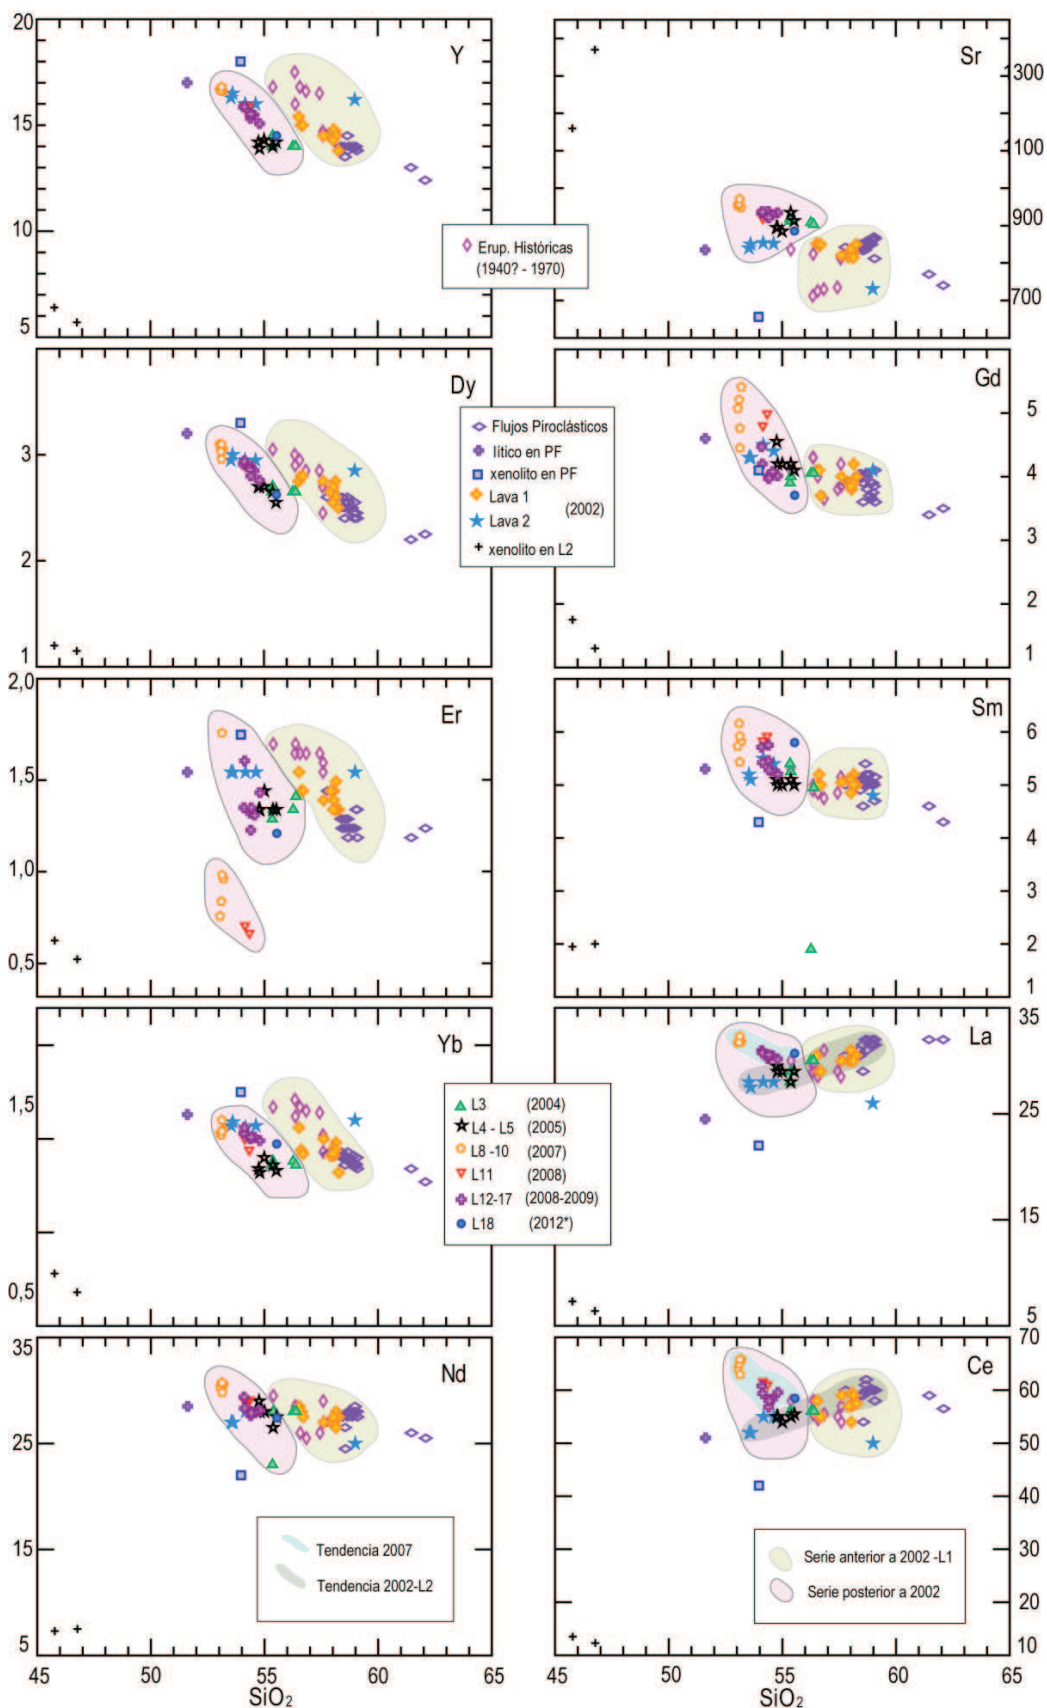 20
Y
15
10
5
Sr
1300
1100
900
700
Erup. Históricas
(1940? - 1970)
Dy
3
2
1
Gd
5
4
3
2
1
Flujos Piroclásticos
lítico en PF
xenolito en PF
Lava 1
(2002)
Lava 2
xenolito en L2
2,0
Er
1,5
1,0
0,5
Sm
6
5
4
3
2
1
Yb
1,5
0,5
La
35
25
15
5
L3 (2004)
L4 - L5 (2005)
L8 -10 (2007)
L11 (2008)
L12-17 (2008-2009)
L18 (2012*)
35
Nd
25
15
5
Tendencia 2007
Tendencia 2002-L2
70
Ce
60
50
40
30
20
10
Serie anterior a 2002 -L1
Serie posterior a 2002
45 50 55 60 65
SiO₂
45 50 55 60 65
SiO₂